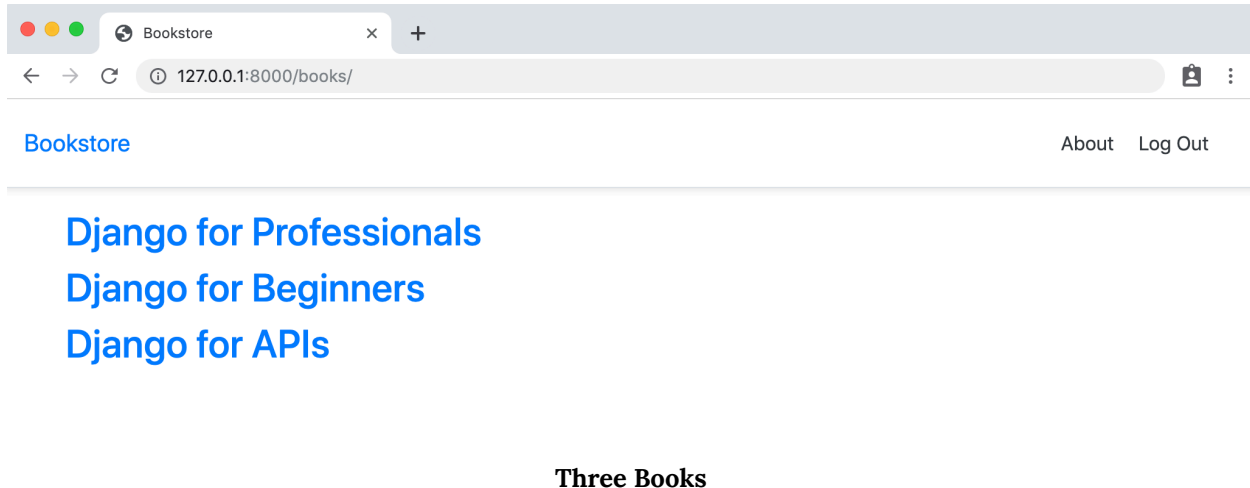 Bookstore
127.0.0.1:8000/books/
Bookstore About Log Out
Django for Professionals
Django for Beginners
Django for APIs
Three Books